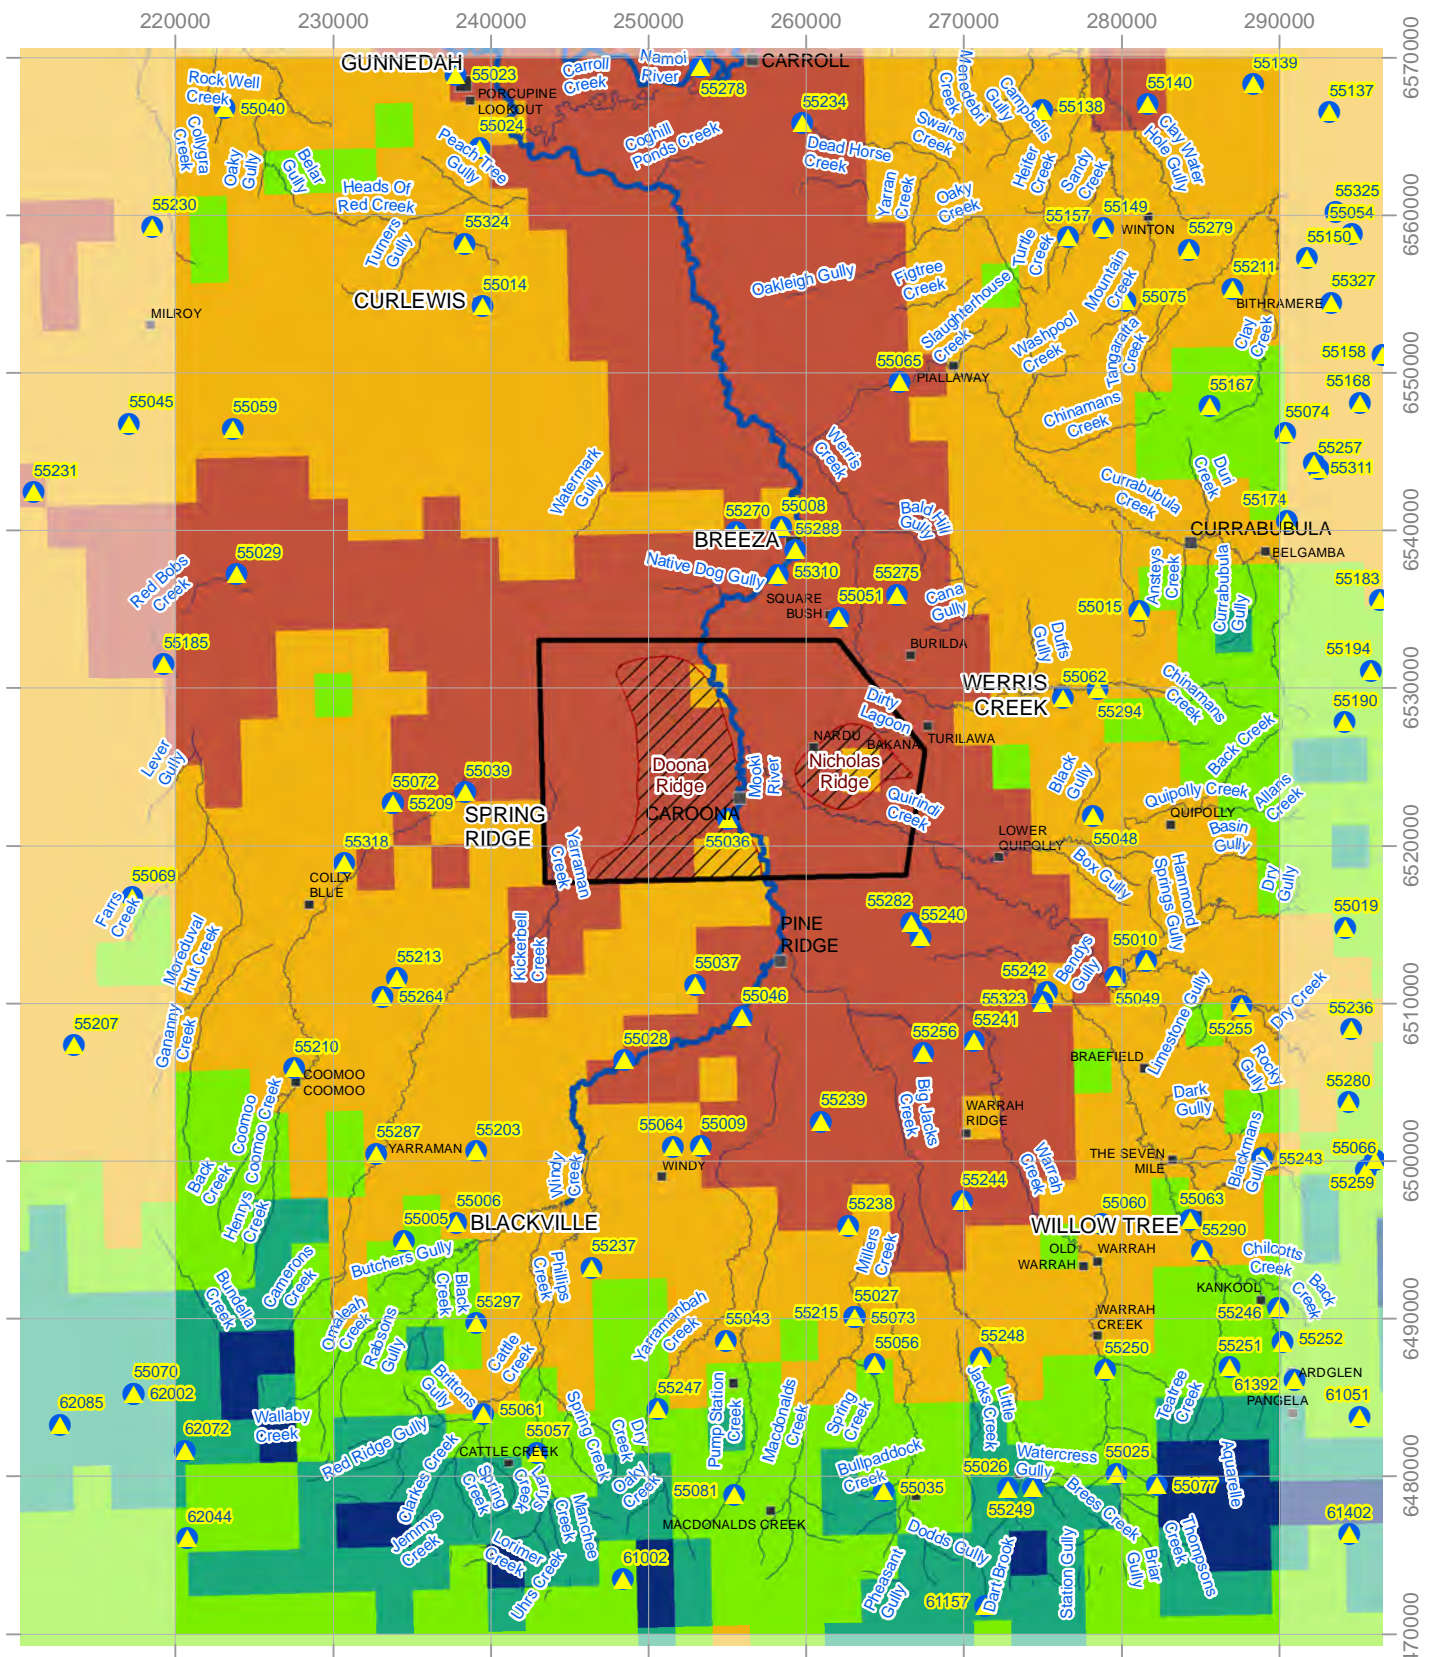 220000
230000
240000
250000
260000
270000
280000
290000
6570000
6560000
6550000
6540000
6530000
6520000
6510000
6500000
6490000
6480000
GUNNEDAH
55023
PORCUPINE
LOOKOUT
Carroll
Creek
Namoi
River
55278
CARROLL
55139
55140
55137
Rock Well
Creek
55040
55024
Peach Tree
Gully
Coghill
Ponds Creek
55234
Dead Horse
Creek
Swains
Creek
Menedebri
Creek
Cambells
Gully
55138
Clay Water
Hole Gully
Collygra
Creek
Oaky
Gully
Belar
Gully
Heads Of
Red Creek
Yarran
Creek
Oaky
Creek
Heifer
Creek
Sandy
Creek
55230
55324
Turners
Gully
55157
55149
WINTON
55279
55325
55054
55150
Turtle
Creek
Mountain
Creek
55211
55327
BITHRAMERE
55014
CURLEWIS
Oakleigh Gully
Figtree
Creek
Slaughterhouse
Creek
Washpool
Creek
55075
Tangaratta
Creek
Clay
Creek
MILROY
55065
PIALLAWAY
55158
55168
55167
55045
55059
Chinamans
Creek
55074
55257
55311
55231
Watermark
Gully
Werris
Creek
Currabubula
Creek
Duri
Creek
55174
55270
55008
BREEZA
55288
Bald Hill
Gully
CURRABUBULA
BELGAMBA
55029
Red Bobs
Creek
Native Dog Gully
55310
SQUARE
BUSH
55051
55275
Cana
Gully
55015
Ansteys
Creek
Currabubula
Gully
55183
55185
BURILDA
Duffs
Gully
55194
WERRIS
CREEK
55062
55294
Chinamans
Creek
55190
Dirty
Lagoon
NARDU
BAKANA
TURILAWA
Back Creek
Lever
Gully
Doona
Ridge
Mooki
River
Nicholas
Ridge
Black
Gully
Quipolly Creek
Allans
Creek
55072
55039
55209
SPRING
RIDGE
CAROONA
55036
Quirindi
Creek
55048
QUIPOLLY
Basin
Gully
LOWER
QUIPOLLY
55318
COLLY
BLUE
Yarraman
Creek
Box Gully
Hammond
Springs Gully
Dry
Gully
55069
Farrs
Creek
55282
55240
55019
Moreduval
Hut Creek
Kickerbell
Creek
PINE
RIDGE
55213
55264
55037
55046
55242
55323
Bendys
Gully
55010
55049
Limestone Gully
55255
Dry Creek
55236
55207
Gananny
Creek
55028
55256
55241
BRAEFIELD
Rocky
Gully
55210
COOMOO
COOMOO
Big Jacks
Creek
Dark
Gully
55280
Coomoo
Coomoo Creek
55239
WARRAH
RIDGE
55287
YARRAMAN
55203
55064
55009
WINDY
Windy
Creek
Warrah
Creek
THE SEVEN
MILE
Blackmans
Gully
55243
55066
55259
Back
Creek
Henrys
Creek
55006
55005
BLACKVILLE
55238
55244
55060
WILLOW TREE
55063
55290
Butchers Gully
55237
Millers
Creek
OLD
WARRAH
WARRAH
Chilcotts
Creek
Bundella
Creek
Camerons
Creek
Phillips
Creek
KANKOOL
Back
Creek
Omaleah
Creek
Rabsons
Gully
Black
Creek
55297
Yarramanbah
Creek
55043
55215
55027
55073
WARRAH
CREEK
55246
Cattle
Creek
55056
55248
55250
55251
55252
ARDGLEN
55070
62002
Brittons
Gully
61392
PANGELA
62085
55247
Macdonalds
Creek
Spring
Creek
Jacks Creek
Little
Teatree
Creek
61051
Wallaby
Creek
55061
Pump Station
Creek
62072
55057
CATTLE CREEK
Red Ridge Gully
Clarkes Creek
Spring Creek
Dry
Creek
Oaky
Creek
Watercress
Gully
55025
Bullpaddock
Creek
55026
Aquarelle
Spring
Creek
Larrys
Creek
55081
55035
55249
55077
Brees Creek
62044
Jemmys
Creek
Manchee
Creek
MACDONALDS CREEK
61402
Lorimer
Creek
Dodds Gully
Thompsons
Creek
Uhrs Creek
61002
Pheasant
Gully
61157
Dart Brook
Station Gully
Briar
Gully